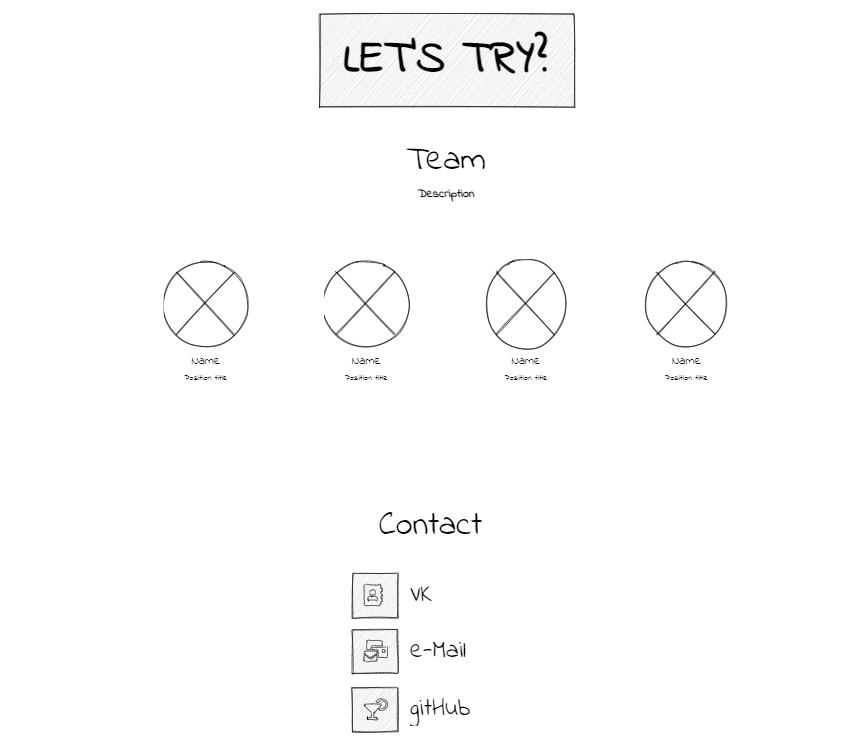 LET'S TRY?
Team
Description
Name Name Name Name
Position title Position title Position title Position title
Contact
VK
e-Mail
gitHub